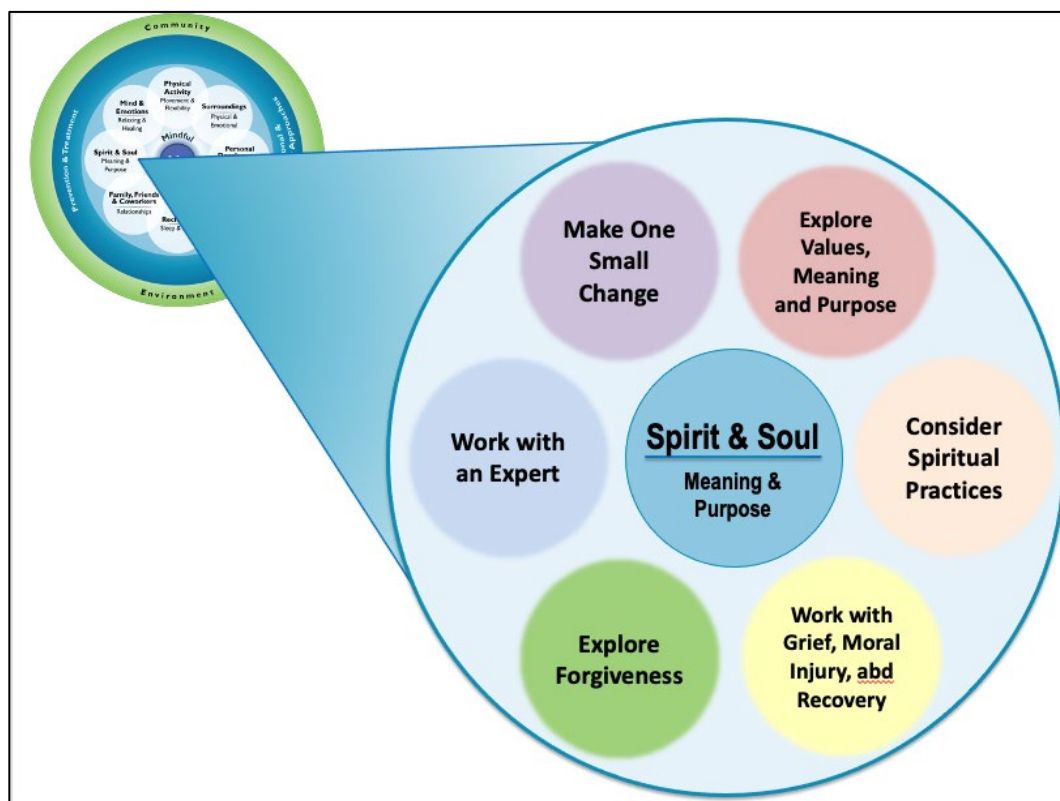 Community
Physical
Activity
Movement & Flexibility
Mind &
Emotions
Relaxing &
Healing
Surroundings
Physical &
Emotional
Mindful
Prevention & Treatment
Approaches
Spirit & Soul
Meaning &
Purpose
Personal
Family, Friends
& Coworkers
Relationships
Sleep &
Environment
Make One
Small
Change
Explore
Values,
Meaning
and Purpose
Work with
an Expert
Spirit & Soul
Meaning &
Purpose
Consider
Spiritual
Practices
Explore
Forgiveness
Work with
Grief, Moral
Injury, abd
Recovery